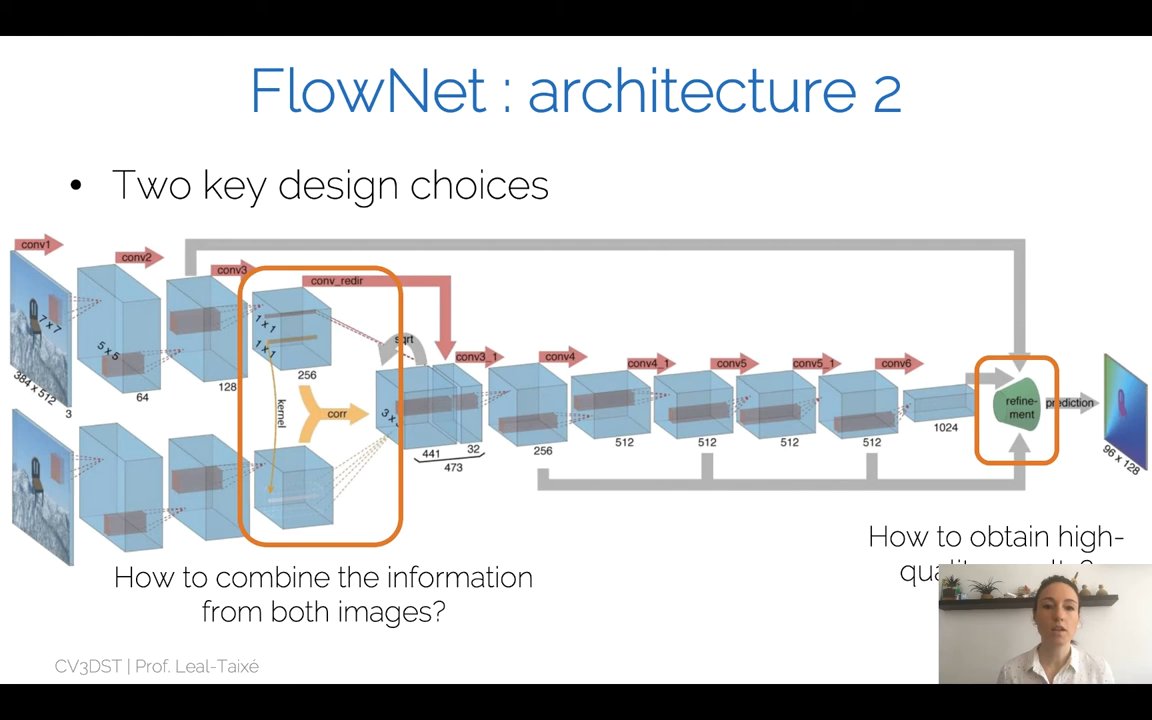 FlowNet : architecture 2
• Two key design choices
conv1
conv2
conv3
conv_redir
7 x 7
5 x 5
1 x 1
1 x 1
384 x 512
3
64
128
256
kernel
corr
sqrt
3 x
441
32
473
conv3_1
conv4
conv4_1
conv5
conv5_1
conv6
256
512
512
512
512
1024
refine-
ment
prediction
96 x 128
How to combine the information
from both images?
How to obtain high-
CV3DST | Prof. Leal-Taixé